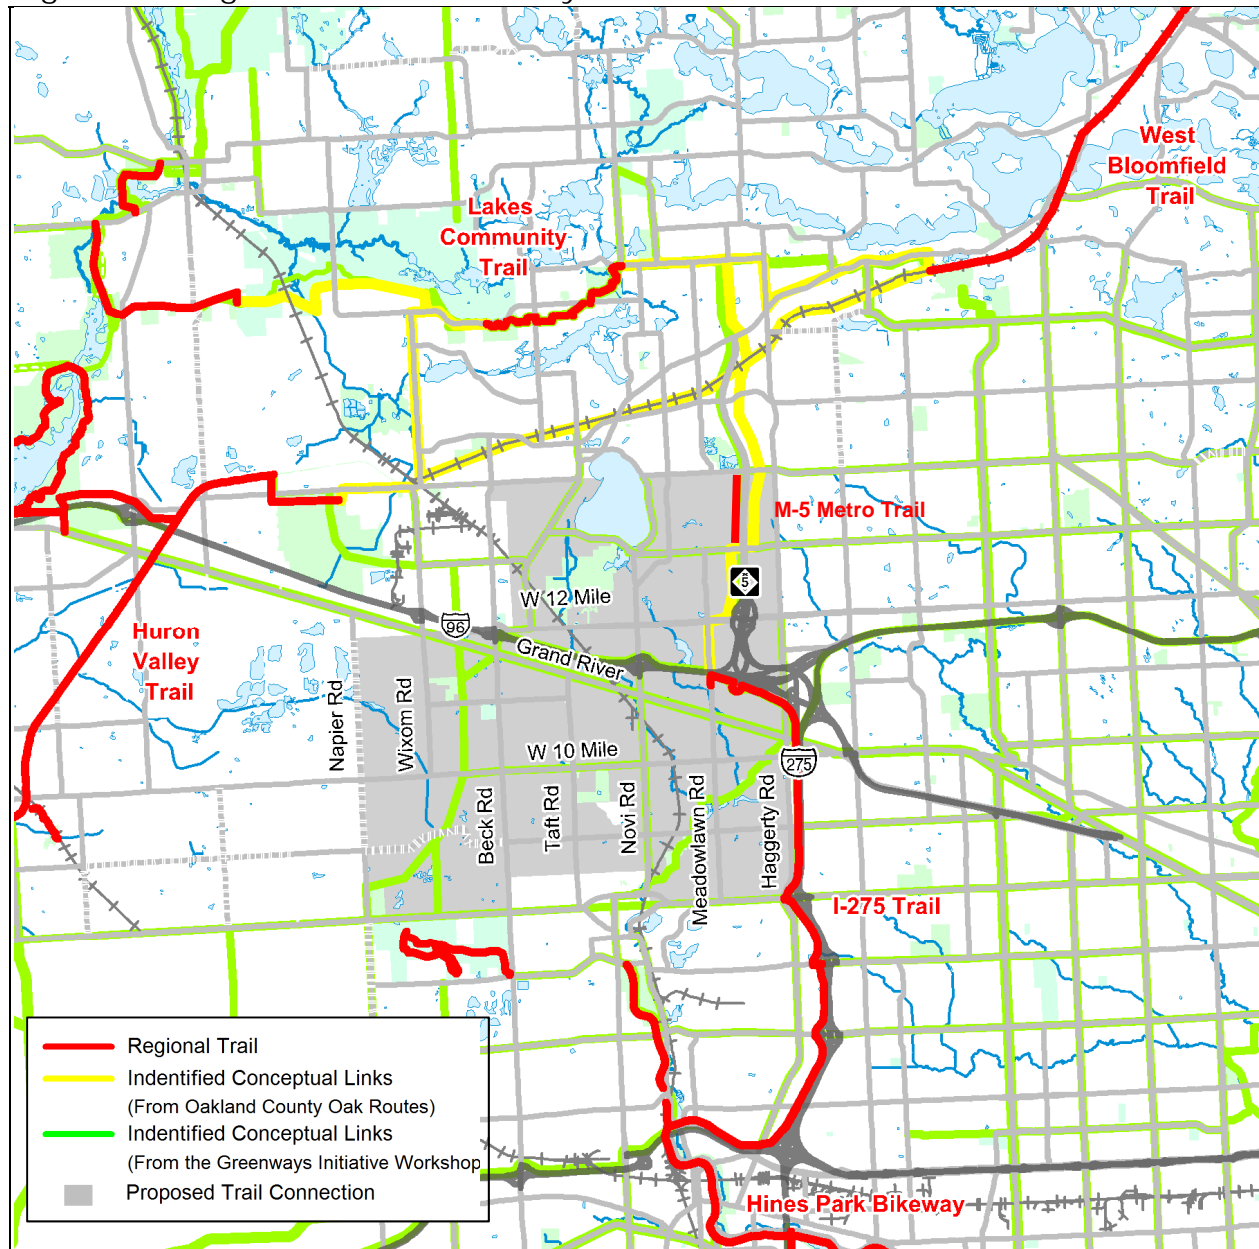 West
Bloomfield
Trail
Lakes
Community
Trail
M-5 Metro Trail
5
W 12 Mile
96
Grand River
Huron
Valley
Trail
Napier Rd
Wixom Rd
W 10 Mile
275
Beck Rd
Taft Rd
Novi Rd
Meadowlawn Rd
Haggerty Rd
I-275 Trail
Regional Trail
Indentified Conceptual Links
(From Oakland County Oak Routes)
Indentified Conceptual Links
(From the Greenways Initiative Workshop
Proposed Trail Connection
Hines Park Bikeway